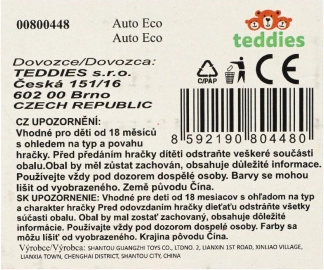 00800448 Auto Eco
Auto Eco
teddies
Dovozce/Dovozca:
TEDDIES s.r.o.
Česká 151/16
602 00 Brno
CZECH REPUBLIC
C/PAP
CZ UPOZORNĚNÍ:
Vhodné pro děti od 18 měsíců
s ohledem na typ a povahu
hračky. Před předáním hračky dítěti odstraňte veškeré součásti
obalu.Obal by měl zůstat zachován, obsahuje důležité informace.
Používejte vždy pod dozorem dospělé osoby. Barvy se mohou
lišit od vyobrazeného. Země původu Čína.
8 592190 804480
SK UPOZORNENIE: Vhodné pre deti od 18 mesiacov s ohľadom na typ
a charakter hračky Pred odovzdaním hračky dieťaťu odstráňte všetky
súčasti obalu. Obal by mal zostať zachovaný, obsahuje dôležité
informácie. Používajte vždy pod dozorom dospelej osoby. Farby sa
môžu líšiť od vyobrazeného. Krajina pôvodu Čína.
Výrobce/Výrobca: SHANTOU GUANGZHI TOYS CO., LTDNO. 2, LIANXIN 1ST ROAD, XINLIAO VILLAGE,
LIANXIA TOWN, CHENGHAI DISTRICT, SHANTOU CITY, CHINA